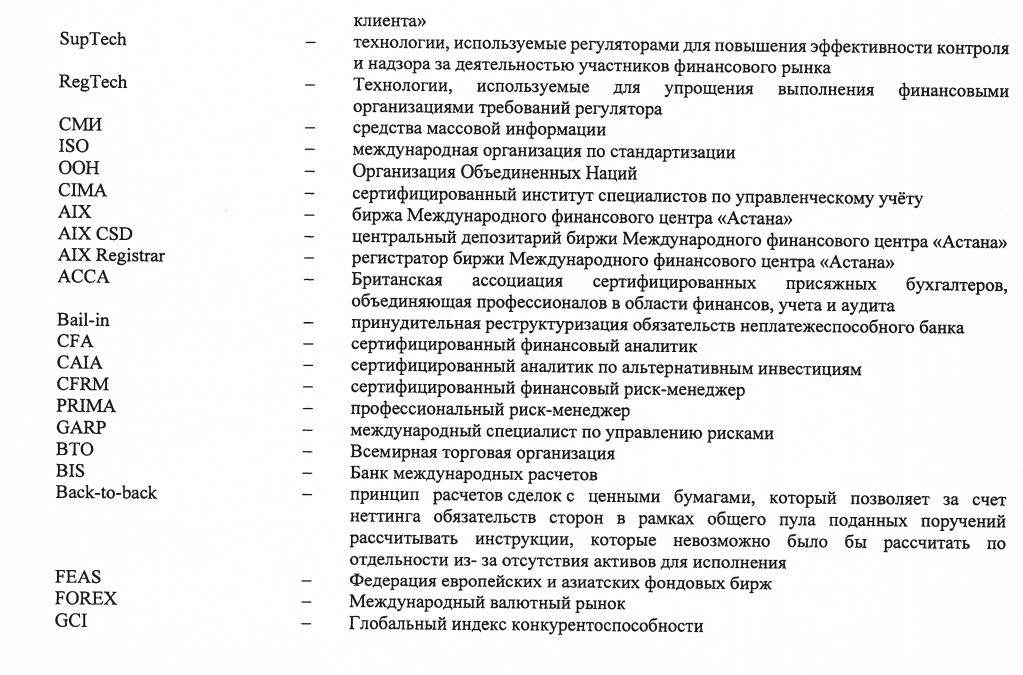 клиента»
SupTech – технологии, используемые регуляторами для повышения эффективности контроля
и надзора за деятельностью участников финансового рынка
RegTech – Технологии, используемые для упрощения выполнения финансовыми
организациями требований регулятора
СМИ – средства массовой информации
ISO – международная организация по стандартизации
ООН – Организация Объединенных Наций
CIMA – сертифицированный институт специалистов по управленческому учёту
AIX – биржа Международного финансового центра «Астана»
AIX CSD – центральный депозитарий биржи Международного финансового центра «Астана»
AIX Registrar – регистратор биржи Международного финансового центра «Астана»
ACCA – Британская ассоциация сертифицированных присяжных бухгалтеров,
объединяющая профессионалов в области финансов, учета и аудита
Bail-in – принудительная реструктуризация обязательств неплатежеспособного банка
CFA – сертифицированный финансовый аналитик
CAIA – сертифицированный аналитик по альтернативным инвестициям
CFRM – сертифицированный финансовый риск-менеджер
PRIMA – профессиональный риск-менеджер
GARP – международный специалист по управлению рисками
ВТО – Всемирная торговая организация
BIS – Банк международных расчетов
Back-to-back – принцип расчетов сделок с ценными бумагами, который позволяет за счет
неттинга обязательств сторон в рамках общего пула поданных поручений
рассчитывать инструкции, которые невозможно было бы рассчитать по
отдельности из- за отсутствия активов для исполнения
FEAS – Федерация европейских и азиатских фондовых бирж
FOREX – Международный валютный рынок
GCI – Глобальный индекс конкурентоспособности